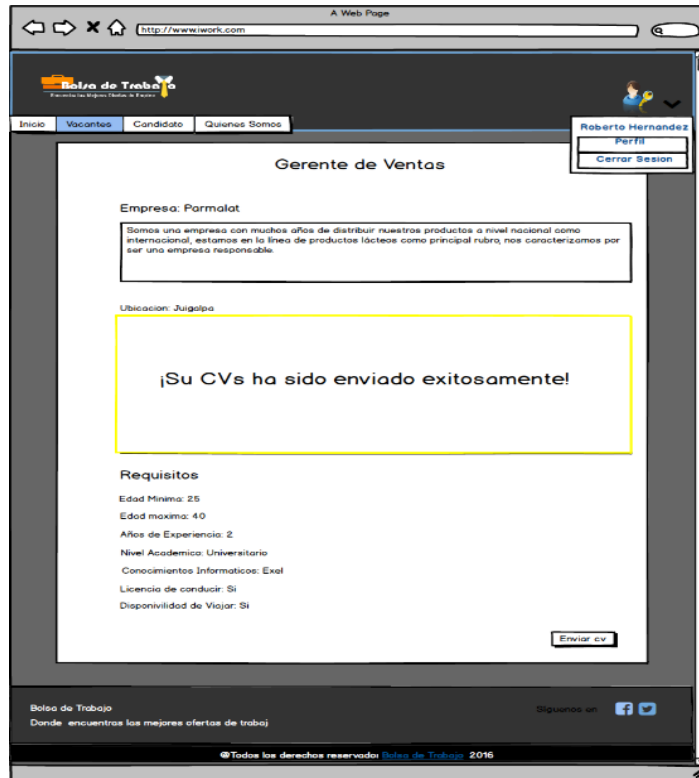 A Web Page
http://www.iwork.com
Bolsa de Trabajo
Encuentra las Mejores Ofertas de Empleo
Inicio Vacantes Candidato Quienes Somos
Roberto Hernandez
Perfil
Cerrar Sesion
Gerente de Ventas
Empresa: Parmalat
Somos una empresa con muchos años de distribuir nuestros productos a nivel nacional como
internacional, estamos en la línea de productos lácteos como principal rubro, nos caracterizamos por
ser una empresa responsable.
Ubicacion: Juigalpa
¡Su CVs ha sido enviado exitosamente!
Requisitos
Edad Minima: 25
Edad maxima: 40
Años de Experiencia: 2
Nivel Academico: Universitario
Conocimientos Informaticos: Exel
Licencia de conducir: Si
Disponivilidad de Viajar: Si
Enviar cv
Bolsa de Trabajo
Donde encuentras las mejores ofertas de trabaj
Siguenos en
@Todos los derechos reservado: Bolsa de Trabajo 2016